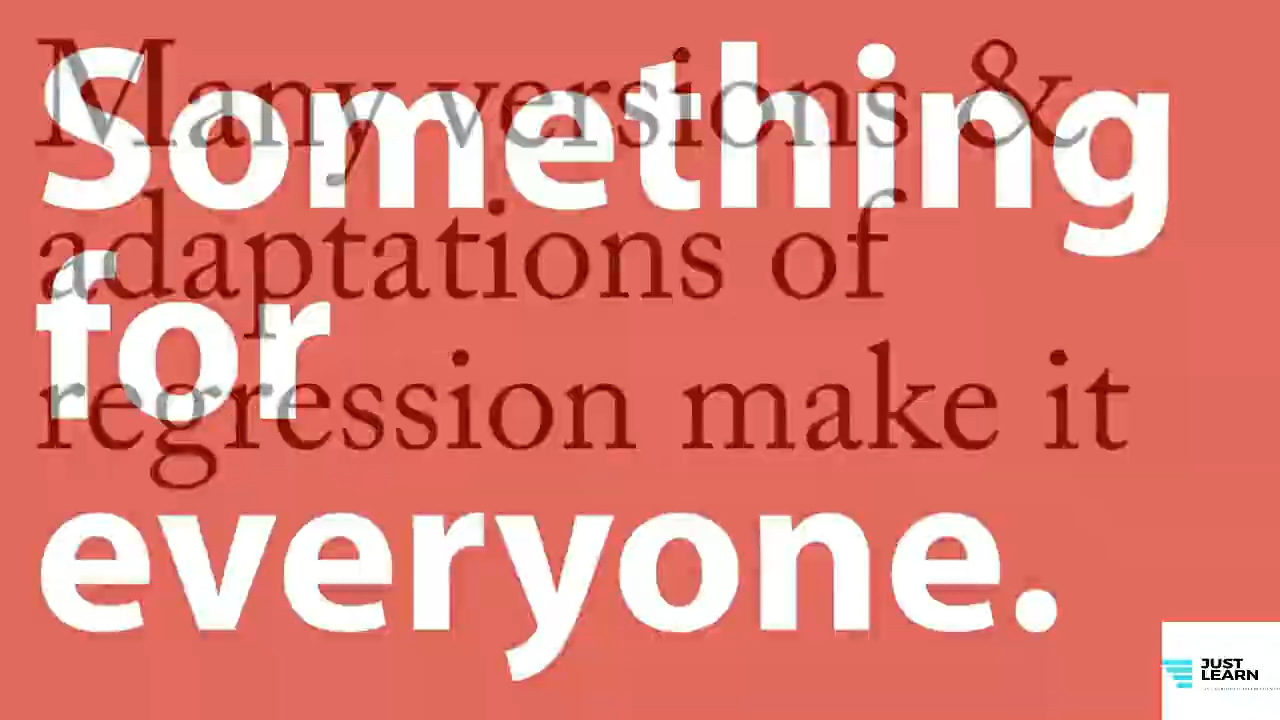 Many versions &
adaptations of
regression make it
Something
for
everyone.
JUST
LEARN